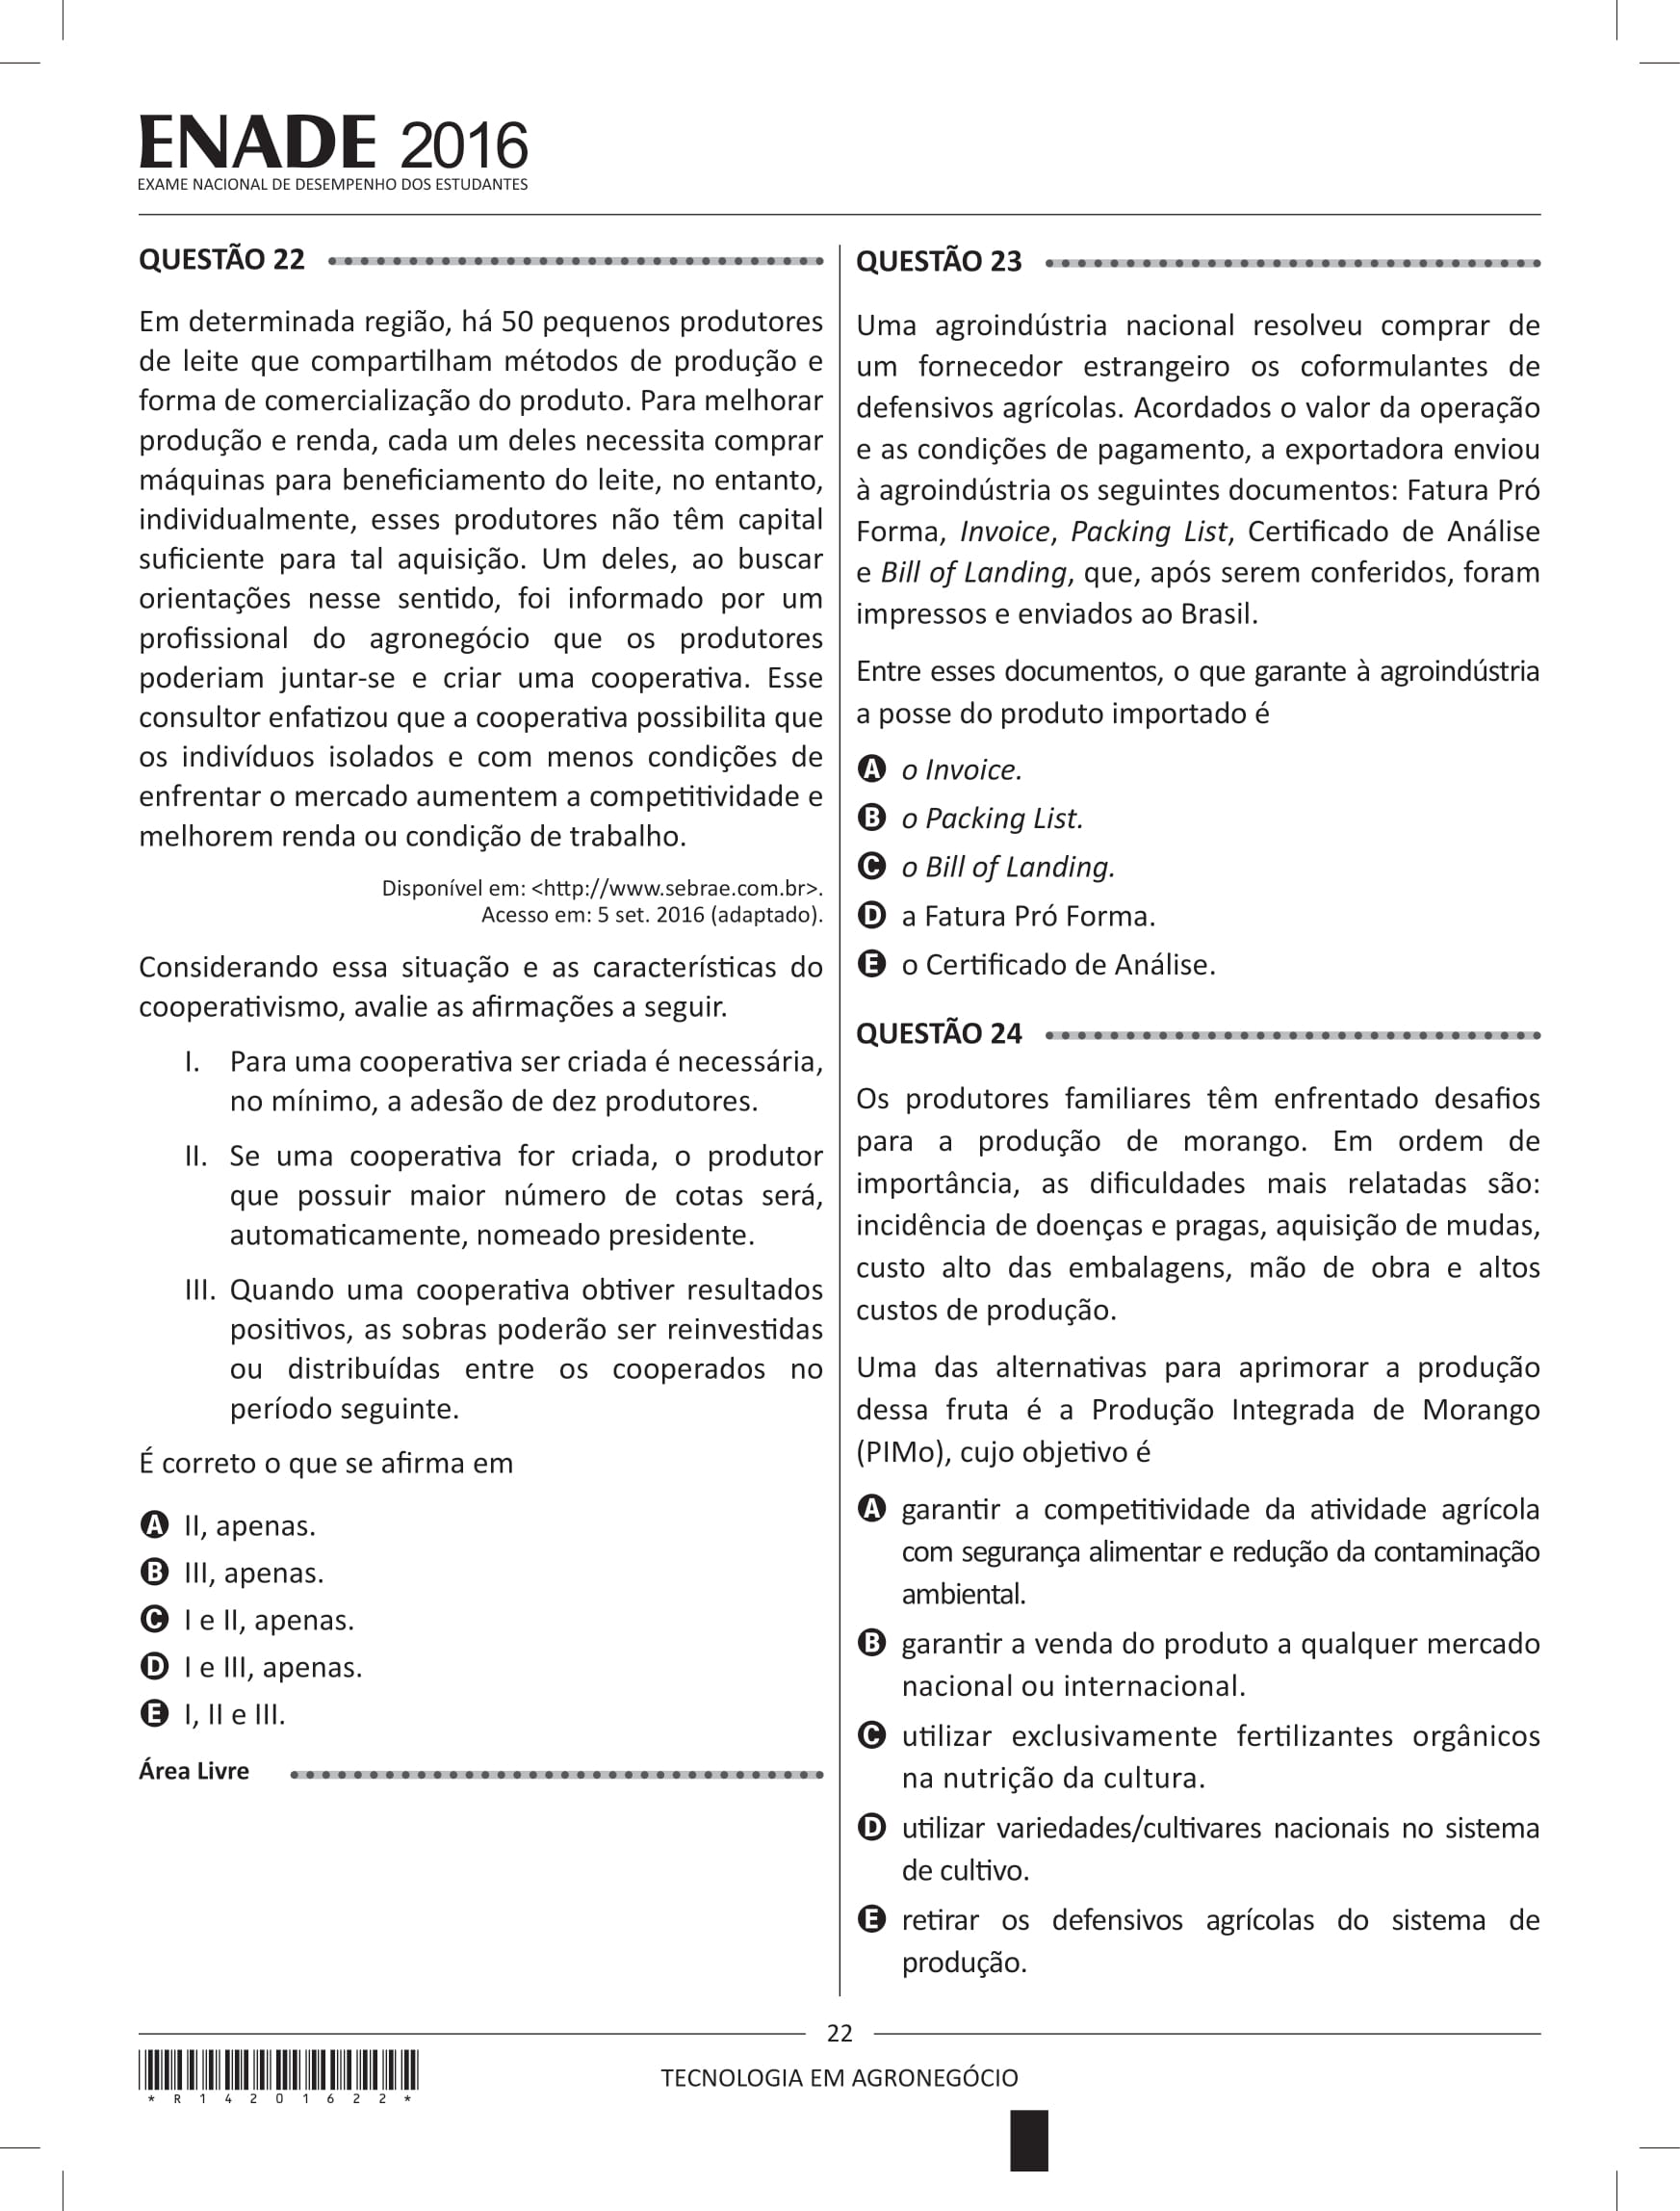 ENADE 2016
EXAME NACIONAL DE DESEMPENHO DOS ESTUDANTES
QUESTÃO 22
Em determinada região, há 50 pequenos produtores
de leite que compartilham métodos de produção e
forma de comercialização do produto. Para melhorar
produção e renda, cada um deles necessita comprar
máquinas para beneficiamento do leite, no entanto,
individualmente, esses produtores não têm capital
suficiente para tal aquisição. Um deles, ao buscar
orientações nesse sentido, foi informado por um
profissional do agronegócio que os produtores
poderiam juntar-se e criar uma cooperativa. Esse
consultor enfatizou que a cooperativa possibilita que
os indivíduos isolados e com menos condições de
enfrentar o mercado aumentem a competitividade e
melhorem renda ou condição de trabalho.
Disponível em: <http://www.sebrae.com.br>.
Acesso em: 5 set. 2016 (adaptado).
Considerando essa situação e as características do
cooperativismo, avalie as afirmações a seguir.
I. Para uma cooperativa ser criada é necessária,
no mínimo, a adesão de dez produtores.
II. Se uma cooperativa for criada, o produtor
que possuir maior número de cotas será,
automaticamente, nomeado presidente.
III. Quando uma cooperativa obtiver resultados
positivos, as sobras poderão ser reinvestidas
ou distribuídas entre os cooperados no
período seguinte.
É correto o que se afirma em
A II, apenas.
B III, apenas.
C I e II, apenas.
D I e III, apenas.
E I, II e III.
Área Livre
QUESTÃO 23
Uma agroindústria nacional resolveu comprar de
um fornecedor estrangeiro os coformulantes de
defensivos agrícolas. Acordados o valor da operação
e as condições de pagamento, a exportadora enviou
à agroindústria os seguintes documentos: Fatura Pró
Forma, Invoice, Packing List, Certificado de Análise
e Bill of Landing, que, após serem conferidos, foram
impressos e enviados ao Brasil.
Entre esses documentos, o que garante à agroindústria
a posse do produto importado é
A o Invoice.
B o Packing List.
C o Bill of Landing.
D a Fatura Pró Forma.
E o Certificado de Análise.
QUESTÃO 24
Os produtores familiares têm enfrentado desafios
para a produção de morango. Em ordem de
importância, as dificuldades mais relatadas são:
incidência de doenças e pragas, aquisição de mudas,
custo alto das embalagens, mão de obra e altos
custos de produção.
Uma das alternativas para aprimorar a produção
dessa fruta é a Produção Integrada de Morango
(PIMo), cujo objetivo é
A garantir a competitividade da atividade agrícola
com segurança alimentar e redução da contaminação
ambiental.
B garantir a venda do produto a qualquer mercado
nacional ou internacional.
C utilizar exclusivamente fertilizantes orgânicos
na nutrição da cultura.
D utilizar variedades/cultivares nacionais no sistema
de cultivo.
E retirar os defensivos agrícolas do sistema de
produção.
22
TECNOLOGIA EM AGRONEGÓCIO
*R14201622*